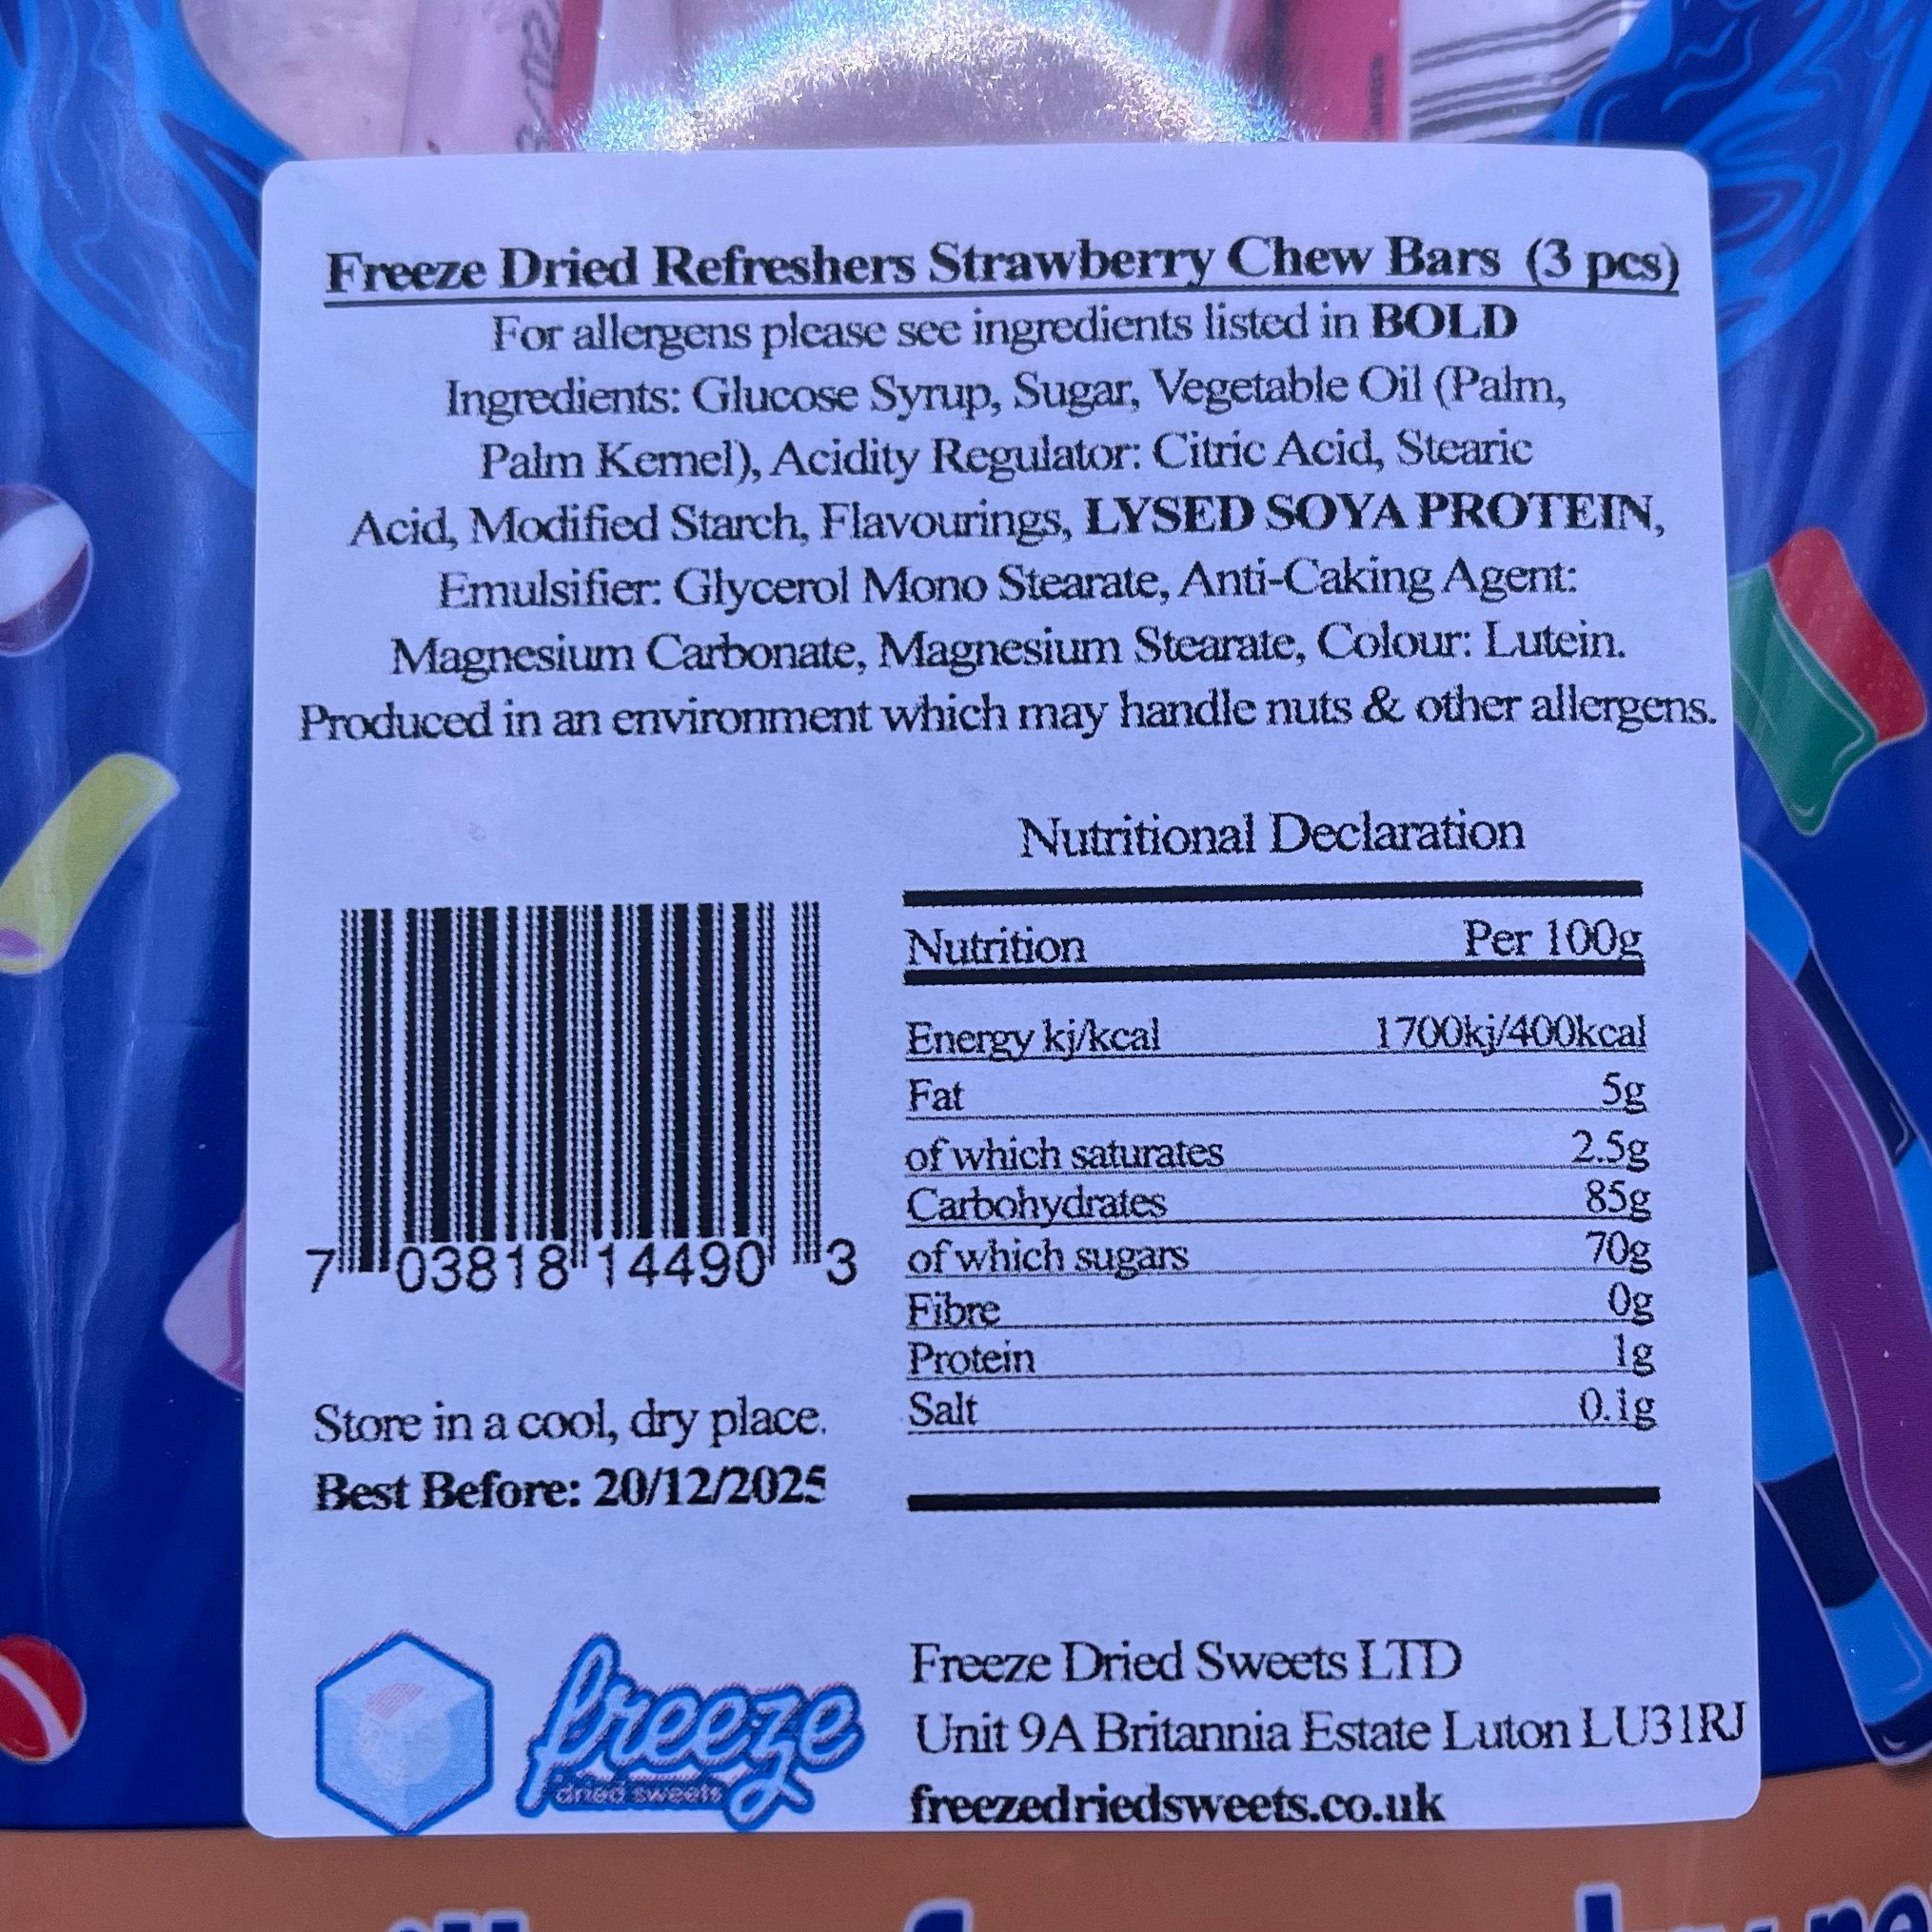 Freeze Dried Refreshers Strawberry Chew Bars (3 pcs)
For allergens please see ingredients listed in BOLD
Ingredients: Glucose Syrup, Sugar, Vegetable Oil (Palm,
Palm Kernel), Acidity Regulator: Citric Acid, Stearic
Acid, Modified Starch, Flavourings, LYSED SOYA PROTEIN,
Emulsifier: Glycerol Mono Stearate, Anti-Caking Agent:
Magnesium Carbonate, Magnesium Stearate, Colour: Lutein.
Produced in an environment which may handle nuts & other allergens.
Nutritional Declaration
Nutrition Per 100g
Energy kj/kcal 1700kj/400kcal
Fat 5g
of which saturates 2.5g
Carbohydrates 85g
of which sugars 70g
Fibre 0g
Protein 1g
Salt 0.1g
7 03818 14490 3
Store in a cool, dry place.
Best Before: 20/12/2025
freeze
dried sweets
Freeze Dried Sweets LTD
Unit 9A Britannia Estate Luton LU31RJ
freezedriedsweets.co.uk